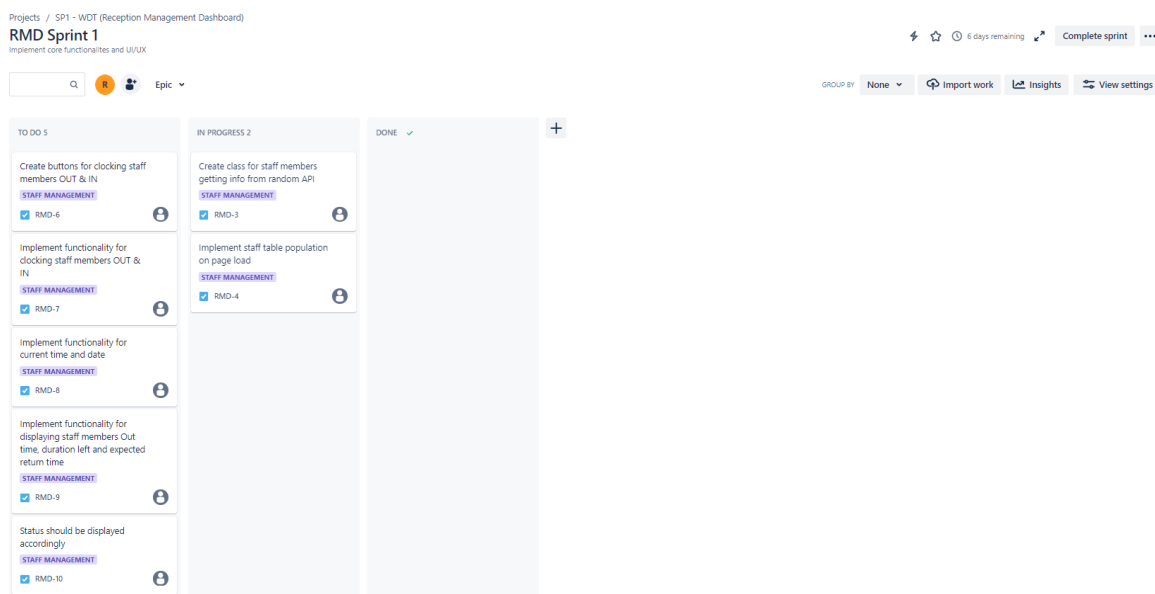 Projects / SP1 - WDT (Reception Management Dashboard)
RMD Sprint 1
Implement core functionalites and UI/UX
6 days remaining
Complete sprint
R
Epic
GROUP BY
None
Import work
Insights
View settings
TO DO 5
Create buttons for clocking staff
members OUT & IN
STAFF MANAGEMENT
RMD-6
Implement functionality for
clocking staff members OUT &
IN
STAFF MANAGEMENT
RMD-7
Implement functionality for
current time and date
STAFF MANAGEMENT
RMD-8
Implement functionality for
displaying staff members Out
time, duration left and expected
return time
STAFF MANAGEMENT
RMD-9
Status should be displayed
accordingly
STAFF MANAGEMENT
RMD-10
IN PROGRESS 2
Create class for staff members
getting info from random API
STAFF MANAGEMENT
RMD-3
Implement staff table population
on page load
STAFF MANAGEMENT
RMD-4
DONE